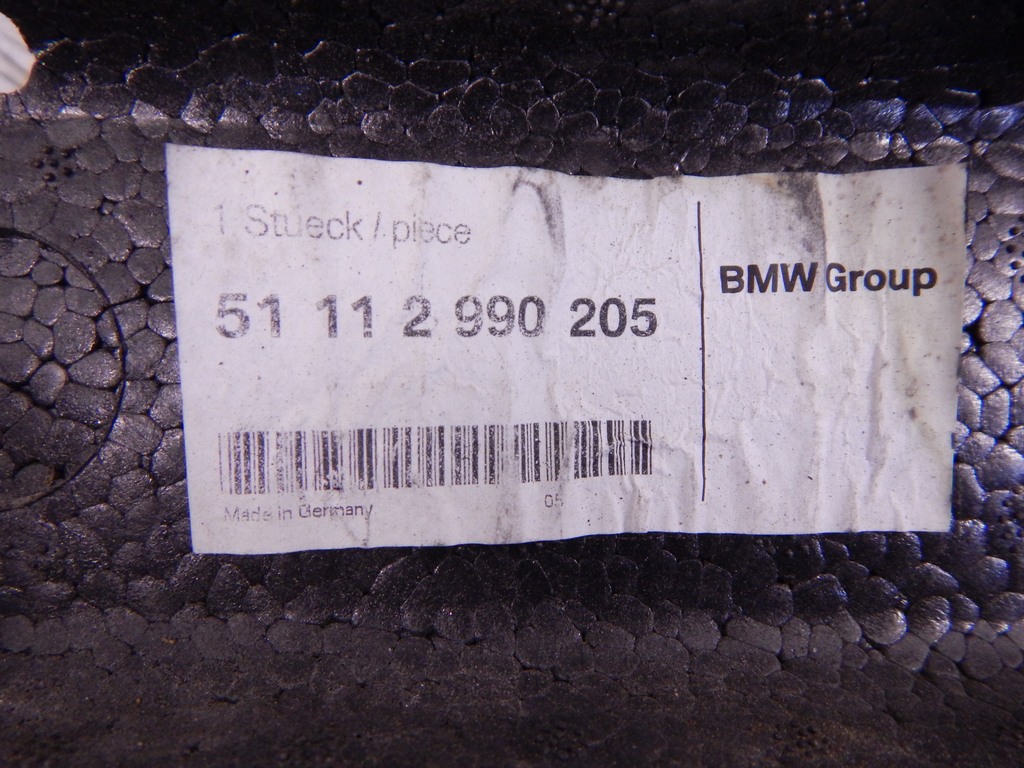 1 Stueck / piece
51 11 2 990 205
BMW Group
Made in Germany
05